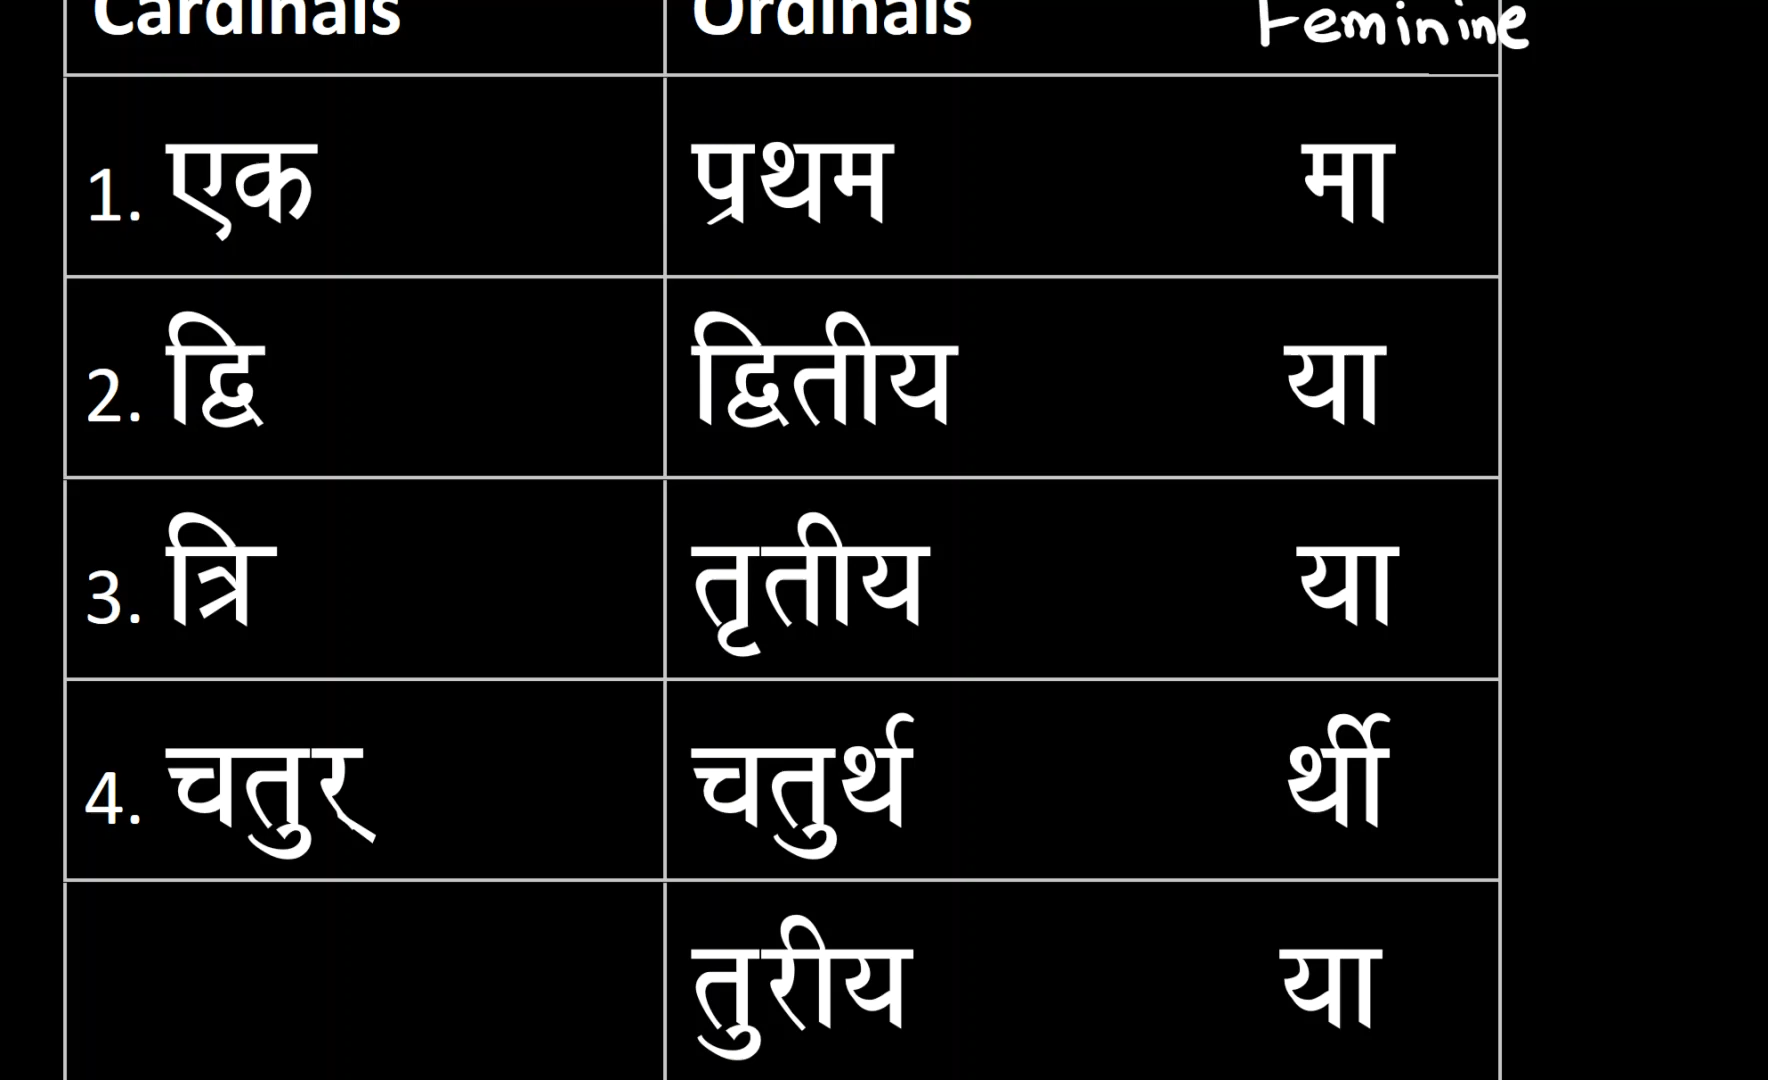 Cardinals Ordinals Feminine
1. एक प्रथम मा
2. द्वि द्वितीय या
3. त्रि तृतीय या
4. चतुर् चतुर्थ र्थी
तुरीय या